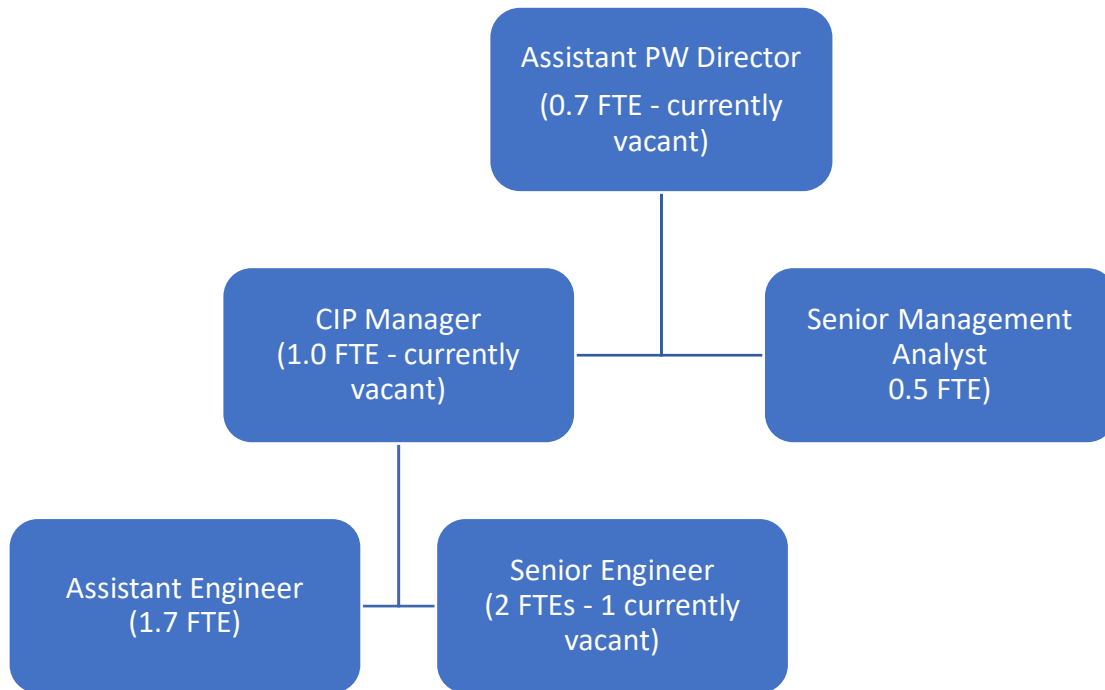 Assistant PW Director
(0.7 FTE - currently
vacant)
CIP Manager
(1.0 FTE - currently
vacant)
Senior Management
Analyst
0.5 FTE)
Assistant Engineer
(1.7 FTE)
Senior Engineer
(2 FTEs - 1 currently
vacant)